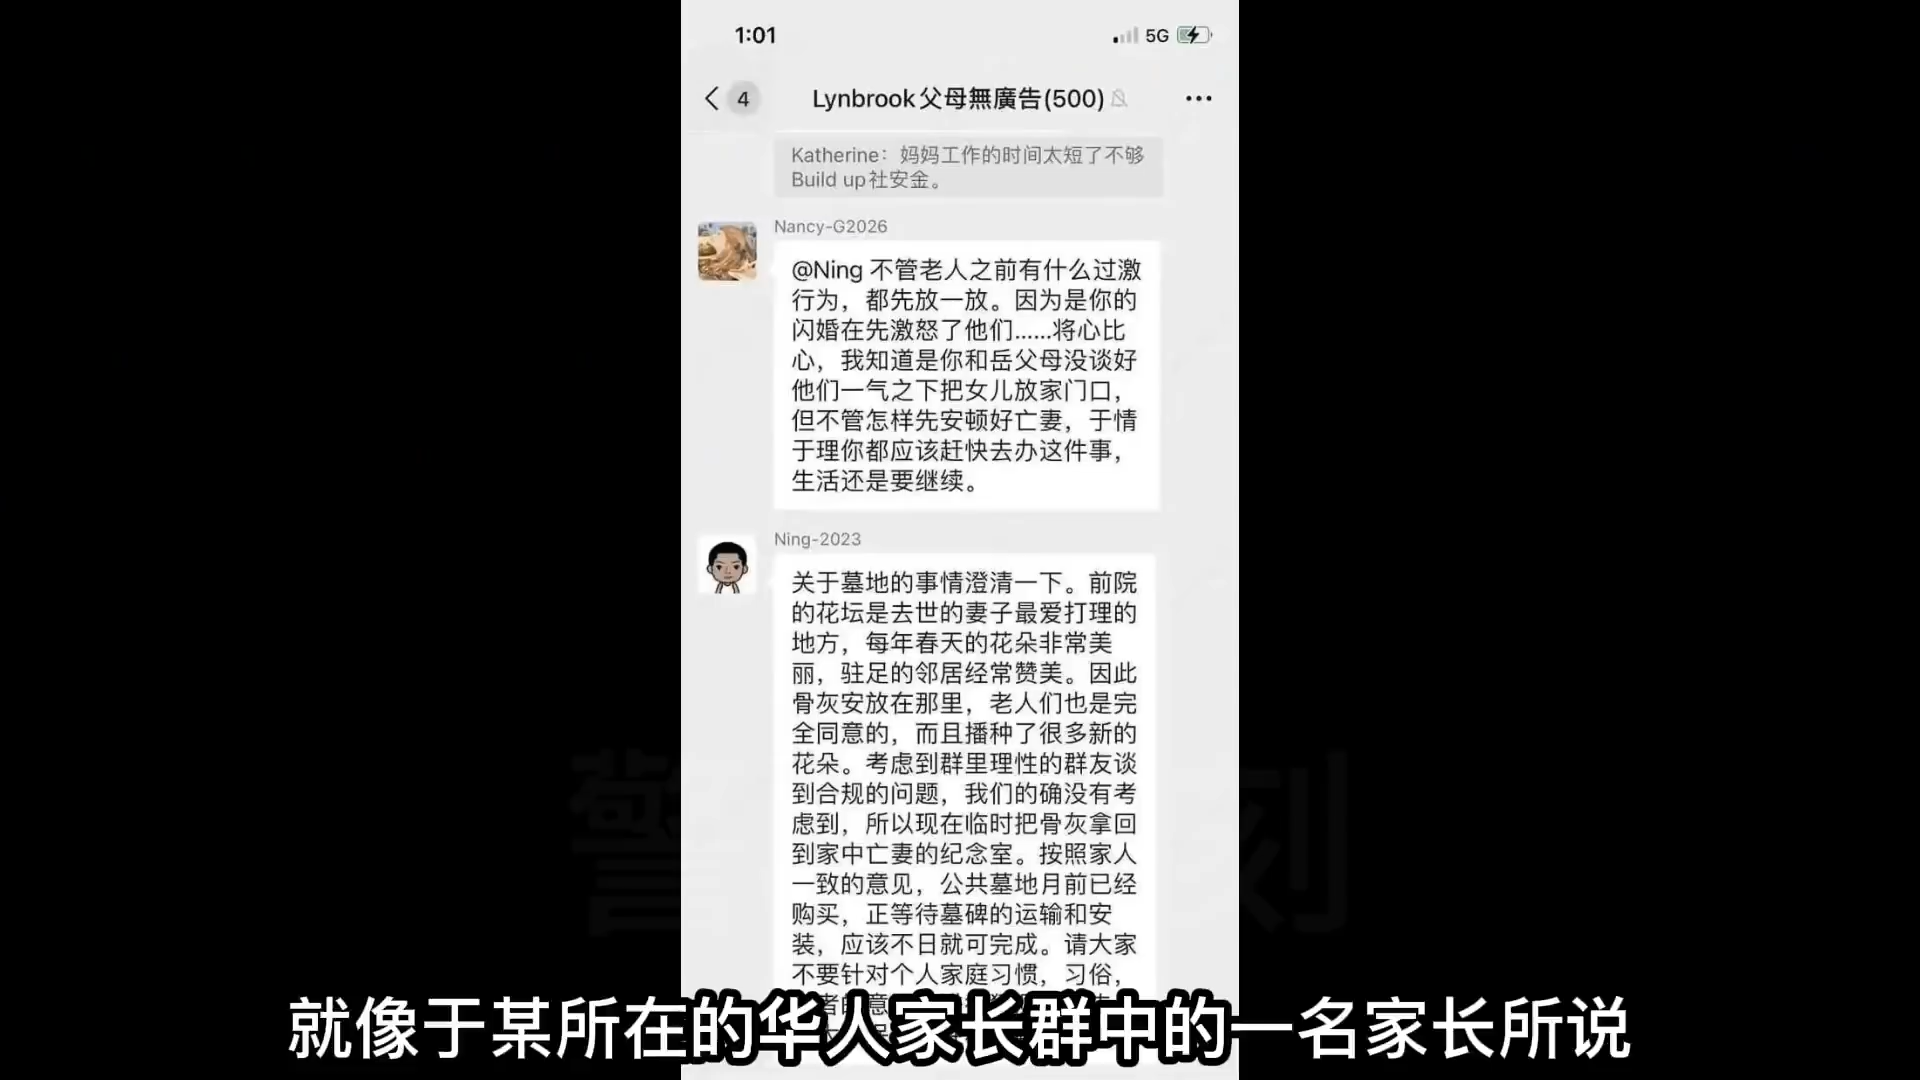 1:01
5G
4
Lynbrook父母無廣告(500)
Katherine：妈妈工作的时间太短了不够
Build up社安金。
Nancy-G2026
@Ning 不管老人之前有什么过激
行为，都先放一放。因为是你的
闪婚在先激怒了他们......将心比
心，我知道是你和岳父母没谈好
他们一气之下把女儿放家门口，
但不管怎样先安顿好亡妻，于情
于理你都应该赶快去办这件事，
生活还是要继续。
Ning-2023
关于墓地的事情澄清一下。前院
的花坛是去世的妻子最爱打理的
地方，每年春天的花朵非常美
丽，驻足的邻居经常赞美。因此
骨灰安放在那里，老人们也是完
全同意的，而且播种了很多新的
花朵。考虑到群里理性的群友谈
到合规的问题，我们的确没有考
虑到，所以现在临时把骨灰拿回
到家中亡妻的纪念室。按照家人
一致的意见，公共墓地月前已经
购买，正等待墓碑的运输和安
装，应该不日就可完成。请大家
不要针对个人家庭习惯，习俗，
就像于某所在的华人家长群中的一名家长所说
警
刻